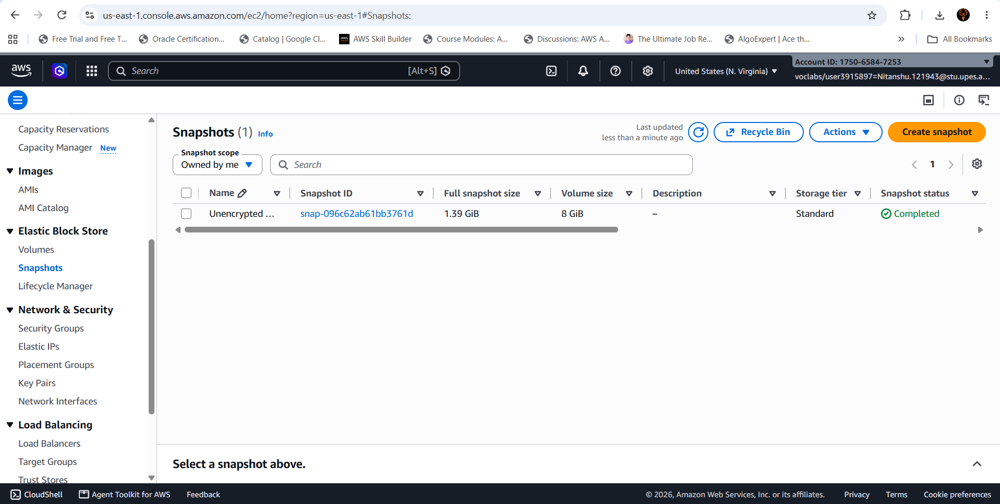 us-east-1.console.aws.amazon.com/ec2/home?region=us-east-1#Snapshots:
Free Trial and Free T...
Oracle Certification...
Catalog | Google Cl...
aws
AWS Skill Builder
Course Modules: A...
Discussions: AWS A...
The Ultimate Job Re...
AlgoExpert | Ace th...
All Bookmarks
aws
Search
[Alt+S]
United States (N. Virginia)
Account ID: 1750-6584-7253
voclabs/user3915897=Nitanshu.121943@stu.upes.a...
Capacity Reservations
Capacity Manager New
Images
AMIs
AMI Catalog
Elastic Block Store
Volumes
Snapshots
Lifecycle Manager
Network & Security
Security Groups
Elastic IPs
Placement Groups
Key Pairs
Network Interfaces
Load Balancing
Load Balancers
Target Groups
Trust Stores
Snapshots (1) Info
Last updated
less than a minute ago
Recycle Bin
Actions
Create snapshot
Snapshot scope
Owned by me
Search
1
Name
Snapshot ID
Full snapshot size
Volume size
Description
Storage tier
Snapshot status
Unencrypted ...
snap-096c62ab61bb3761d
1.39 GiB
8 GiB
–
Standard
Completed
Select a snapshot above.
CloudShell
Agent Toolkit for AWS
Feedback
© 2026, Amazon Web Services, Inc. or its affiliates.
Privacy
Terms
Cookie preferences